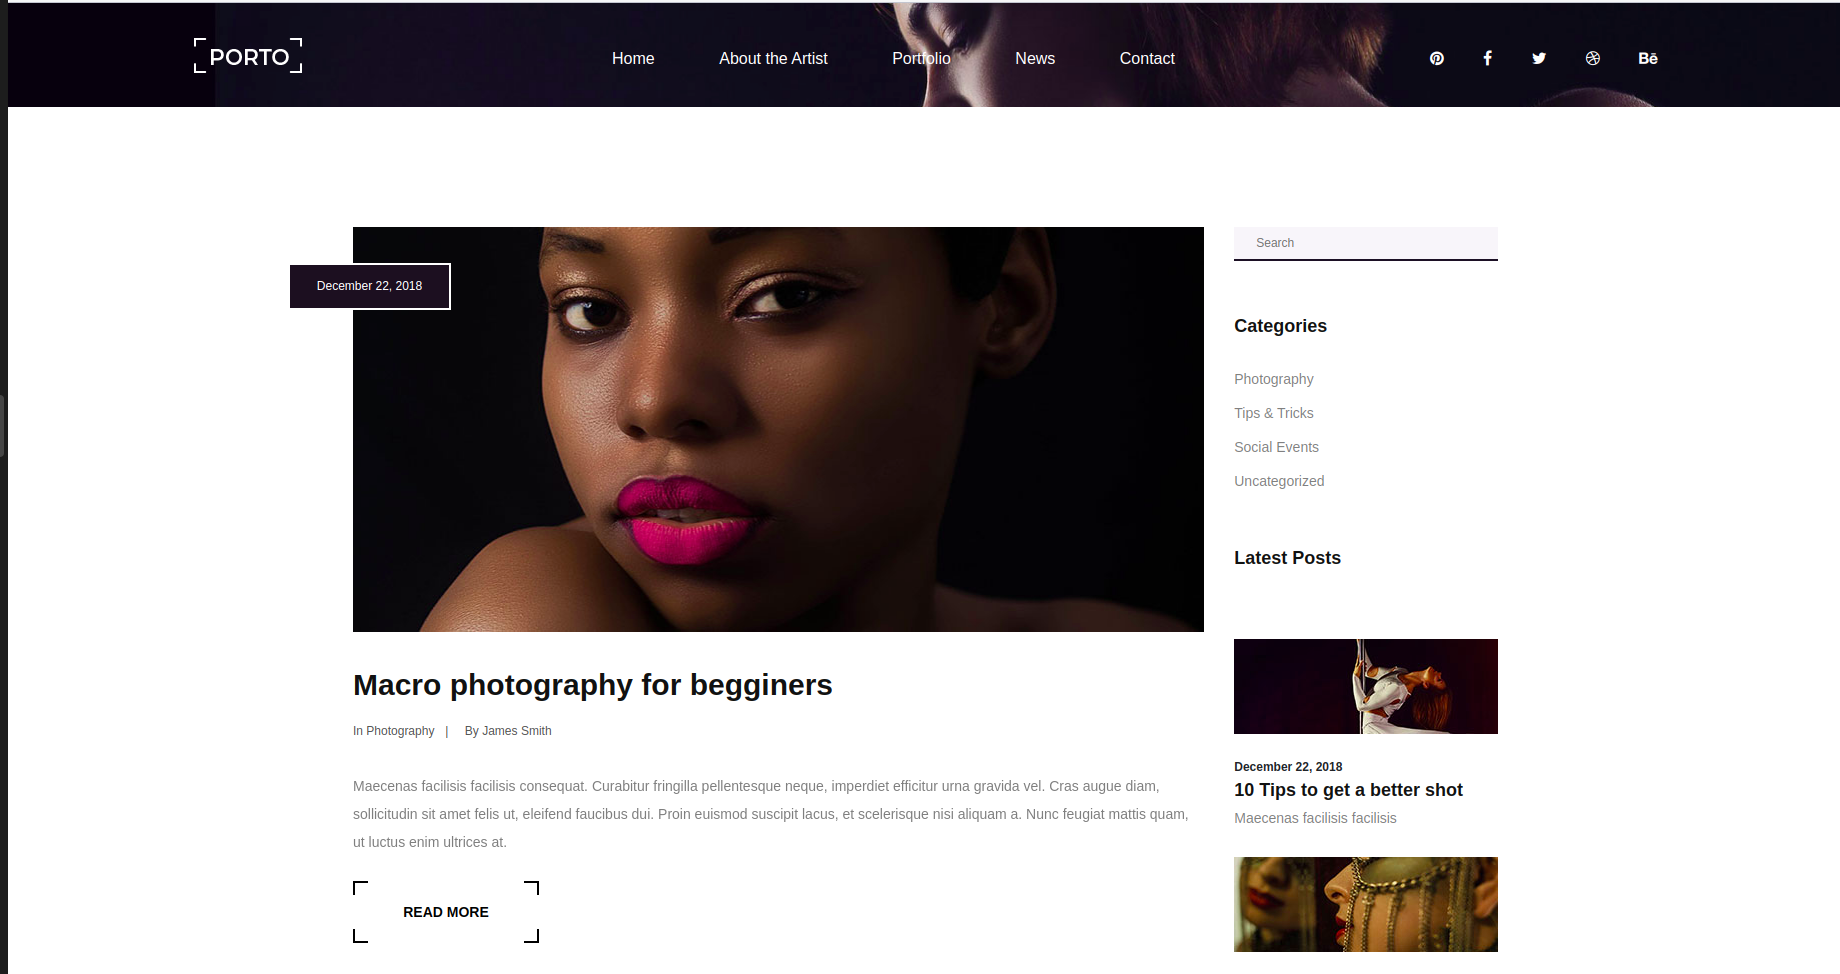 PORTO
Home
About the Artist
Portfolio
News
Contact
Bē
December 22, 2018
Macro photography for begginers
In Photography | By James Smith
Maecenas facilisis facilisis consequat. Curabitur fringilla pellentesque neque, imperdiet efficitur urna gravida vel. Cras augue diam,
sollicitudin sit amet felis ut, eleifend faucibus dui. Proin euismod suscipit lacus, et scelerisque nisi aliquam a. Nunc feugiat mattis quam,
ut luctus enim ultrices at.
READ MORE
Search
Categories
Photography
Tips & Tricks
Social Events
Uncategorized
Latest Posts
December 22, 2018
10 Tips to get a better shot
Maecenas facilisis facilisis